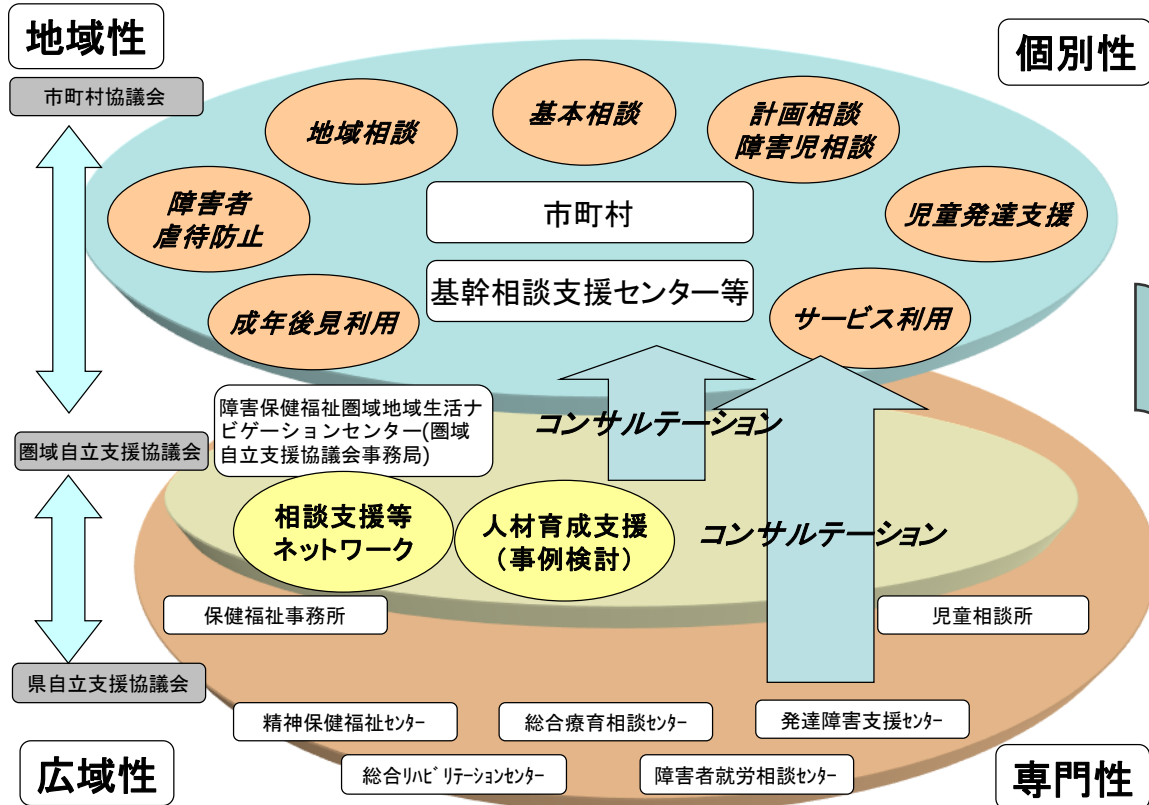 地域性
個別性
市町村協議会
基本相談
計画相談
障害児相談
地域相談
障害者
虐待防止
市町村
児童発達支援
基幹相談支援センター等
成年後見利用
サービス利用
障害保健福祉圏域地域生活ナ
ビゲーションセンター(圏域
自立支援協議会事務局)
コンサルテーション
圏域自立支援協議会
相談支援等
ネットワーク
人材育成支援
(事例検討)
コンサルテーション
保健福祉事務所
児童相談所
県自立支援協議会
精神保健福祉ｾﾝﾀｰ
総合療育相談ｾﾝﾀｰ
発達障害支援ｾﾝﾀｰ
総合ﾘﾊﾋﾞﾘﾃｰｼｮﾝｾﾝﾀｰ
障害者就労相談ｾﾝﾀｰ
広域性
専門性